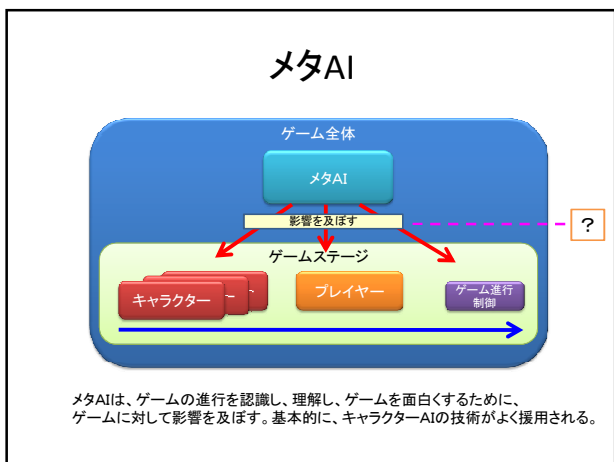 メタAI
ゲーム全体
メタAI
影響を及ぼす
?
ゲームステージ
キャラクター
プレイヤー
ゲーム進行
制御
メタAIは、ゲームの進行を認識し、理解し、ゲームを面白くするために、
ゲームに対して影響を及ぼす。基本的に、キャラクターAIの技術がよく援用される。